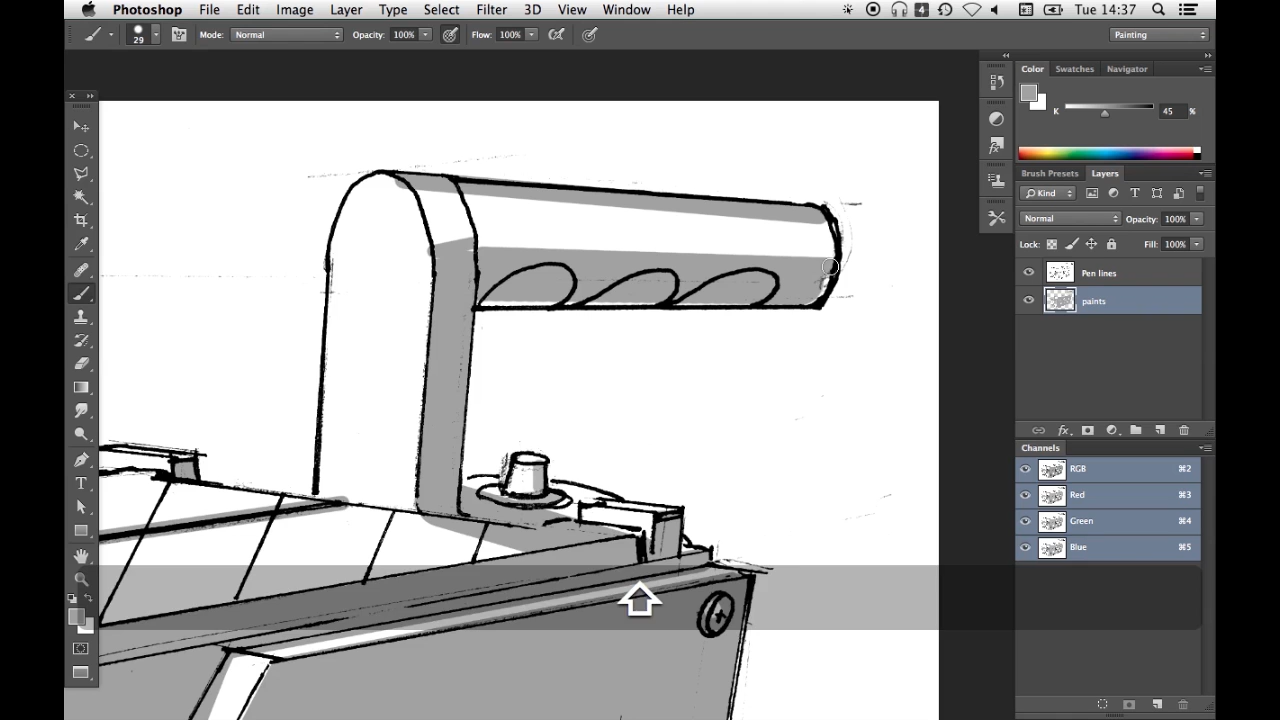 Photoshop File Edit Image Layer Type Select Filter 3D View Window Help 4 Tue 14:37
29 Mode: Normal Opacity: 100% Flow: 100% Painting
Color Swatches Navigator
K 45 %
Brush Presets Layers
Kind
Normal Opacity: 100%
Lock: Fill: 100%
Pen lines
paints
fx
Channels
RGB ⌘2
Red ⌘3
Green ⌘4
Blue ⌘5